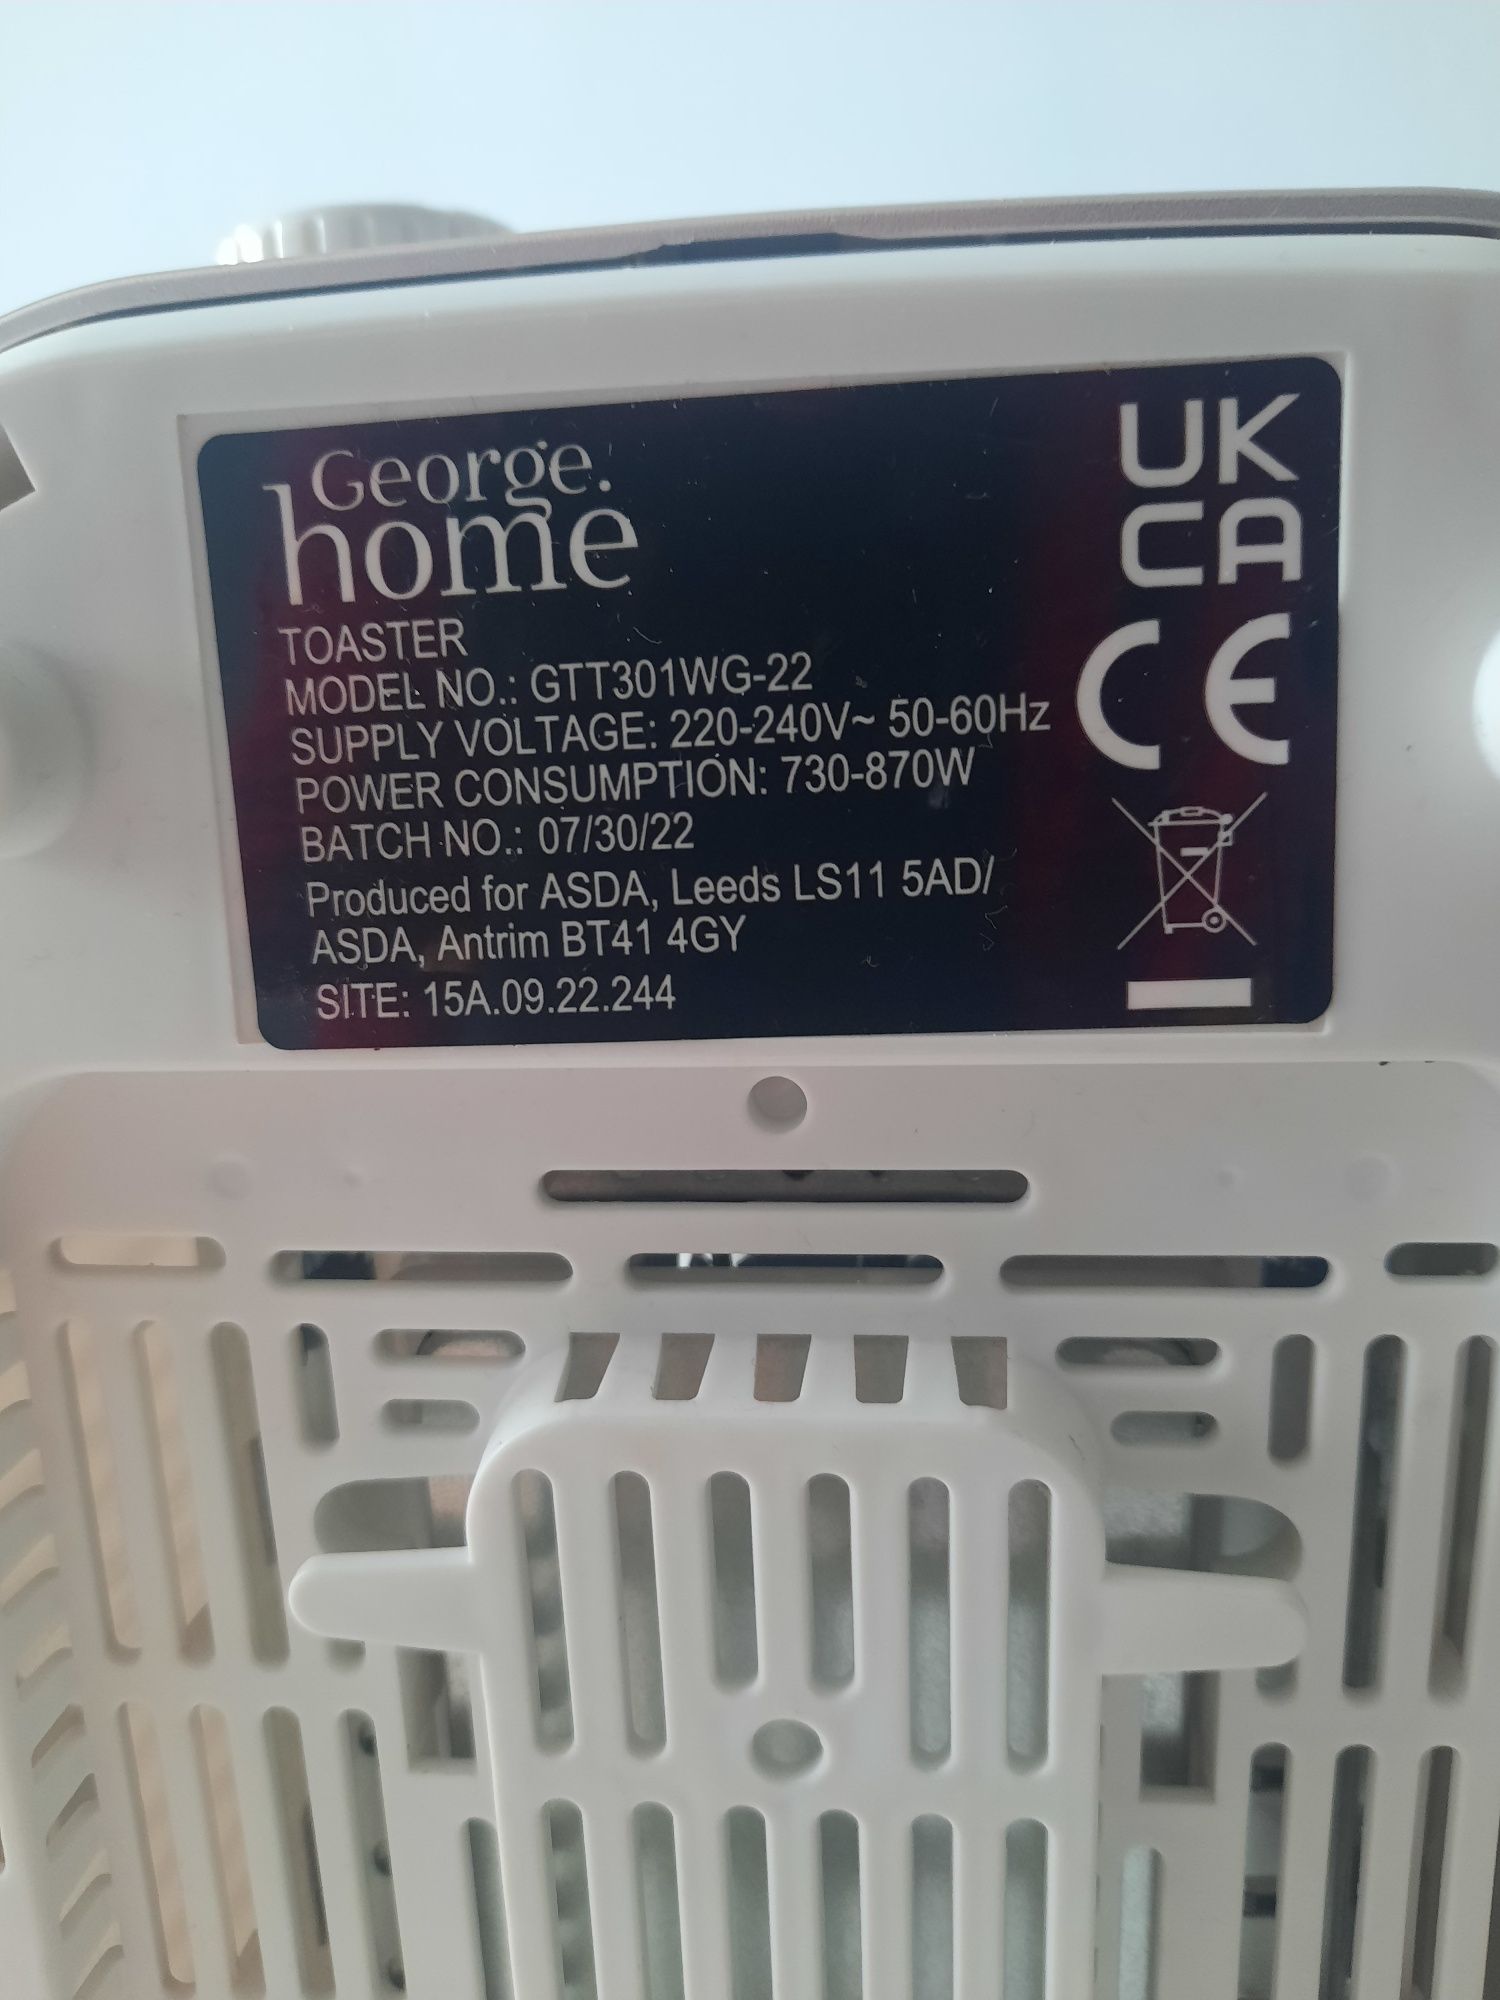 George.
home
TOASTER
MODEL NO.: GTT301WG-22
SUPPLY VOLTAGE: 220-240V~ 50-60Hz
POWER CONSUMPTION: 730-870W
BATCH NO.: 07/30/22
Produced for ASDA, Leeds LS11 5AD/
ASDA, Antrim BT41 4GY
SITE: 15A.09.22.244
UK
CA
CE